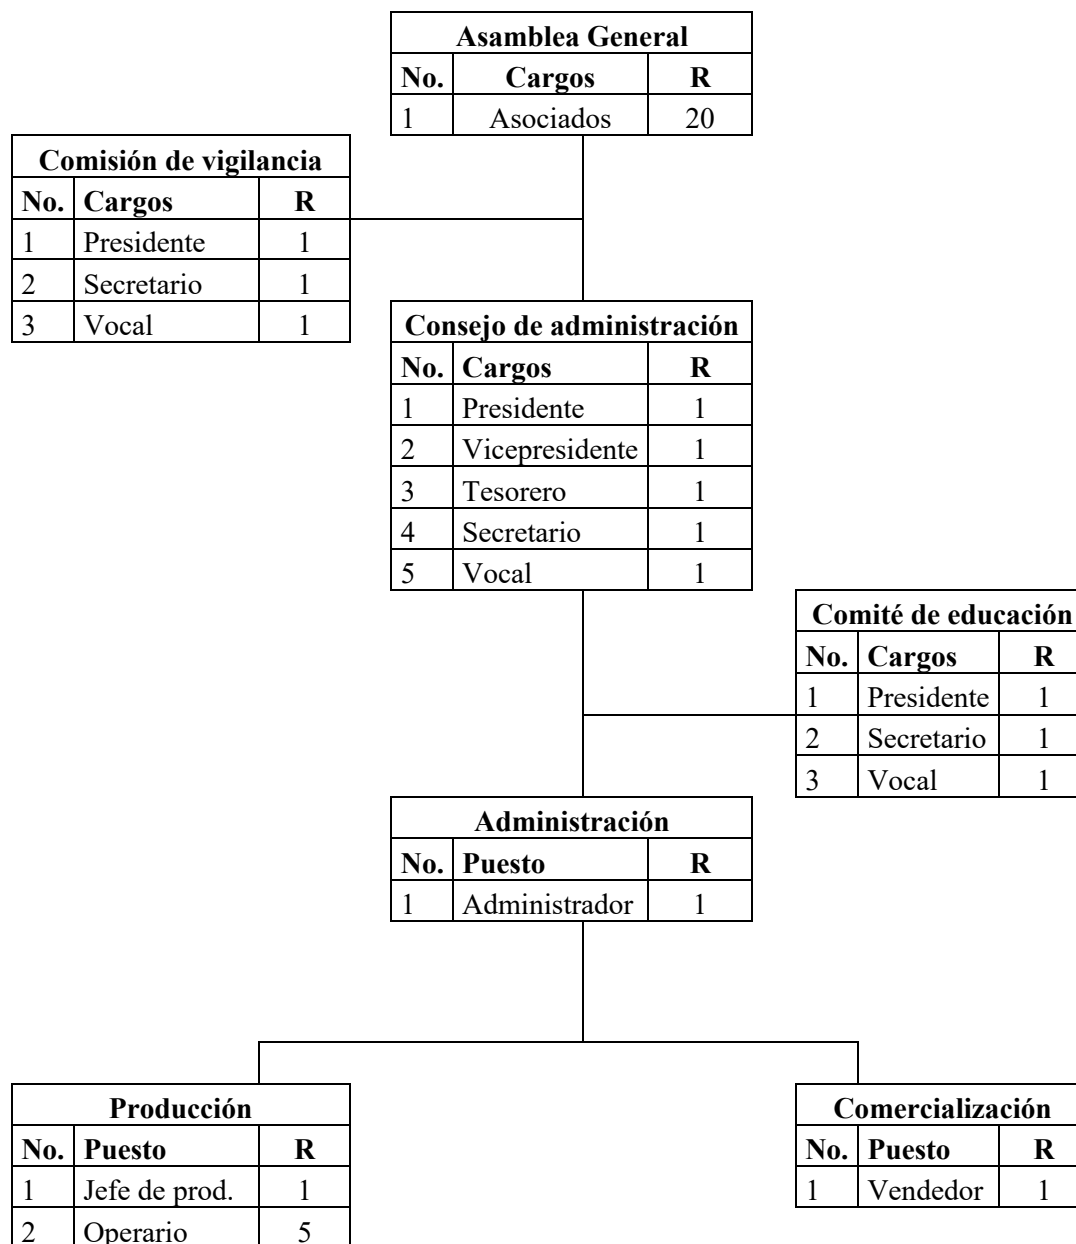 Asamblea General
No. Cargos R
1 Asociados 20
Comisión de vigilancia
No. Cargos R
1 Presidente 1
2 Secretario 1
3 Vocal 1
Consejo de administración
No. Cargos R
1 Presidente 1
2 Vicepresidente 1
3 Tesorero 1
4 Secretario 1
5 Vocal 1
Comité de educación
No. Cargos R
1 Presidente 1
2 Secretario 1
3 Vocal 1
Administración
No. Puesto R
1 Administrador 1
Producción
No. Puesto R
1 Jefe de prod. 1
2 Operario 5
Comercialización
No. Puesto R
1 Vendedor 1